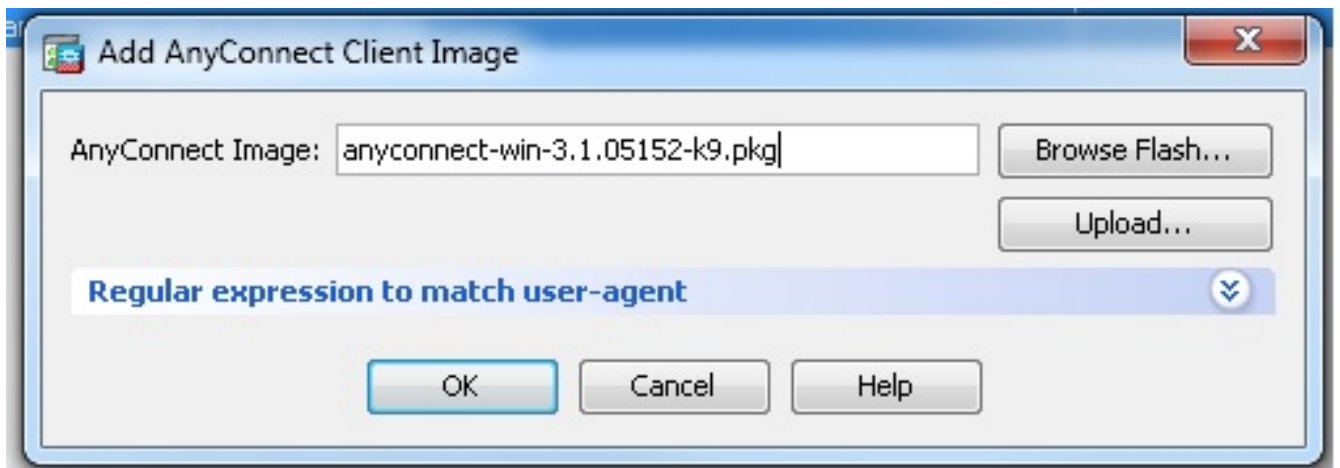 Add AnyConnect Client Image
AnyConnect Image: anyconnect-win-3.1.05152-k9.pkg Browse Flash...
Upload...
Regular expression to match user-agent
OK Cancel Help